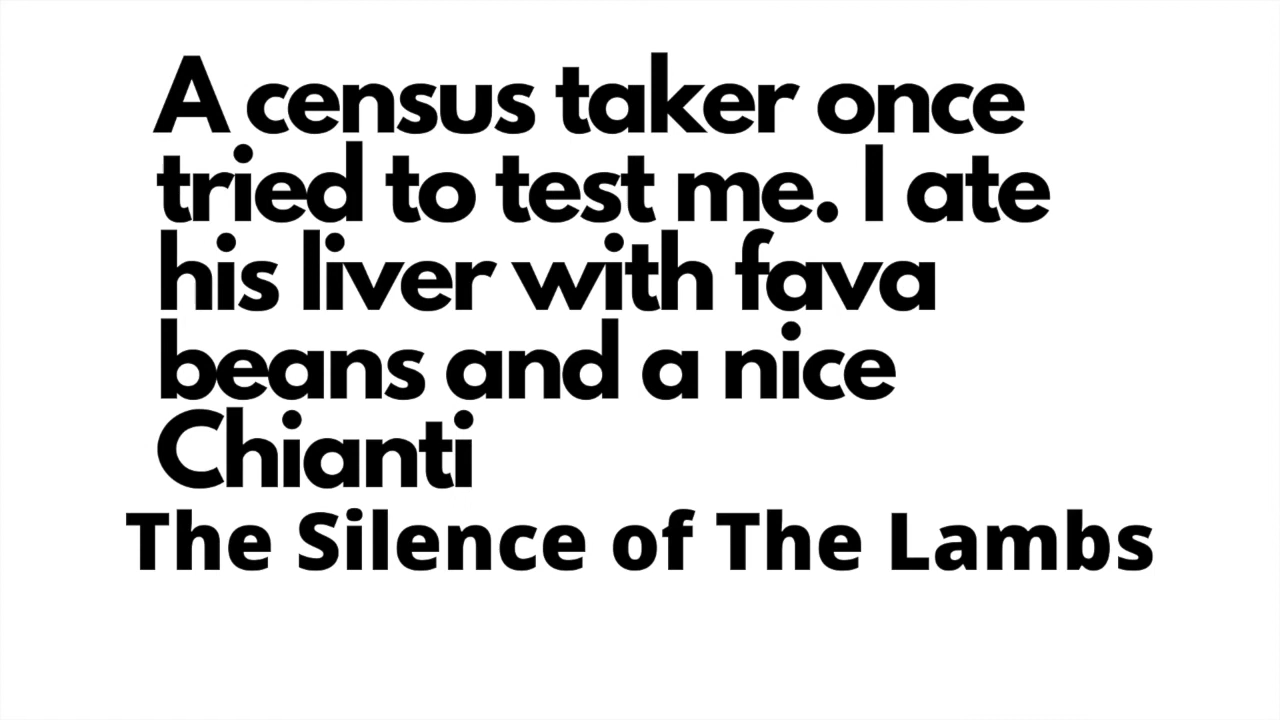 A census taker once
tried to test me. I ate
his liver with fava
beans and a nice
Chianti
The Silence of The Lambs